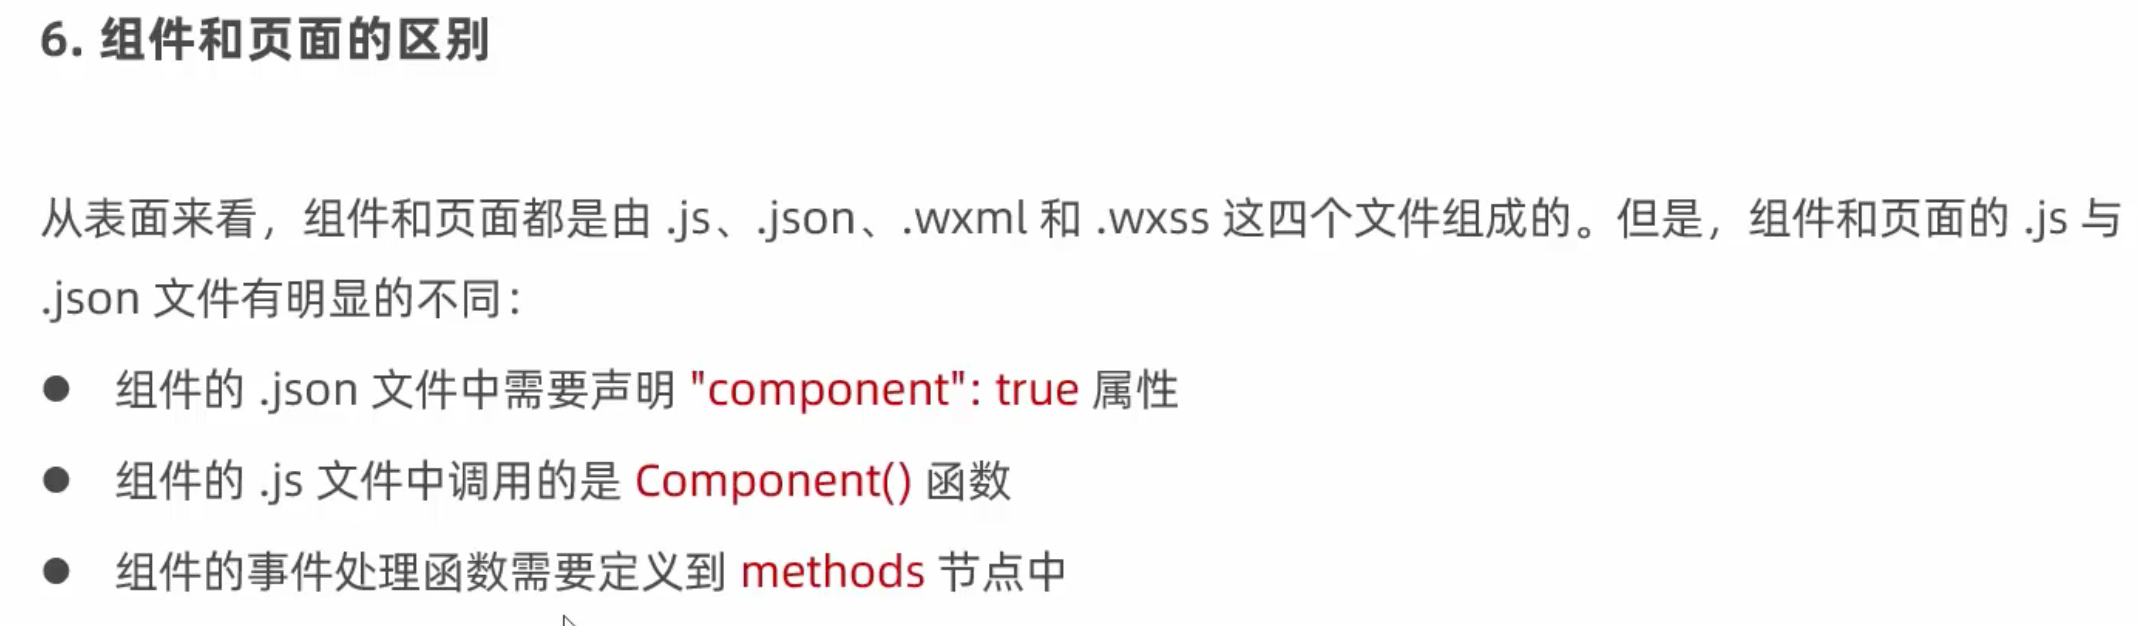 6. 组件和页面的区别
从表面来看，组件和页面都是由 .js、.json、.wxml 和 .wxss 这四个文件组成的。但是，组件和页面的 .js 与
.json 文件有明显的不同：
● 组件的 .json 文件中需要声明 "component": true 属性
● 组件的 .js 文件中调用的是 Component() 函数
● 组件的事件处理函数需要定义到 methods 节点中